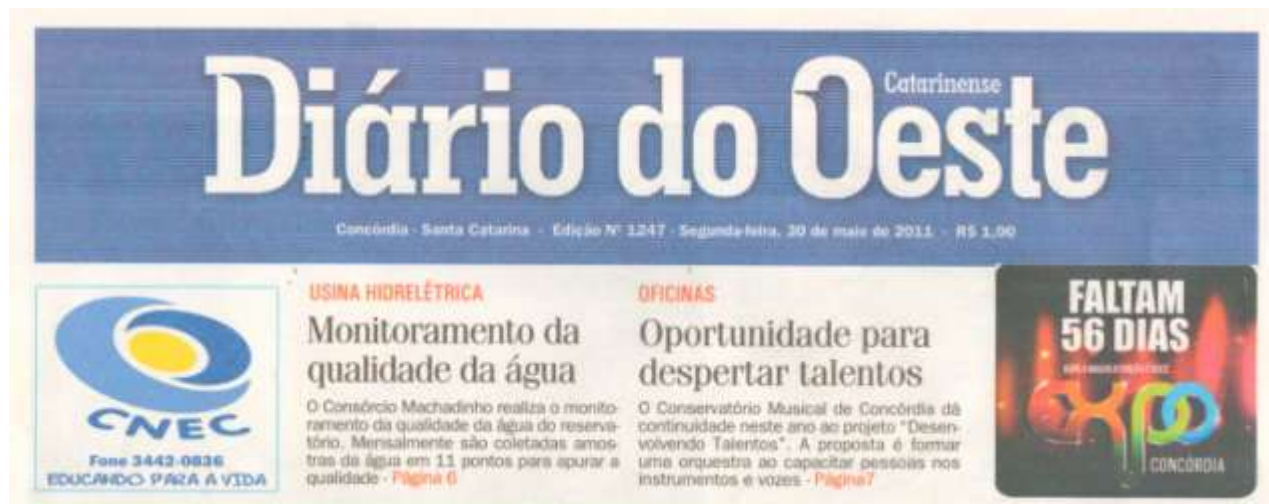 Catarinense
Diário do Oeste
Concórdia - Santa Catarina - Edição Nº 1247 - Segunda-feira, 30 de maio de 2011 - R$ 1,00
CNEC
Fone 3442-0836
EDUCANDO PARA A VIDA
USINA HIDRELÉTRICA
Monitoramento da
qualidade da água
O Consórcio Machadinho realiza o monito-
ramento da qualidade da água do reserva-
tório. Mensalmente são coletadas amos-
tras da água em 11 pontos para apurar a
qualidade - Página 6
OFICINAS
Oportunidade para
despertar talentos
O Conservatório Musical de Concórdia dá
continuidade neste ano ao projeto "Desen-
volvendo Talentos". A proposta é formar
uma orquestra ao capacitar pessoas nos
instrumentos e vozes - Página7
FALTAM
56 DIAS
expo
CONCÓRDIA